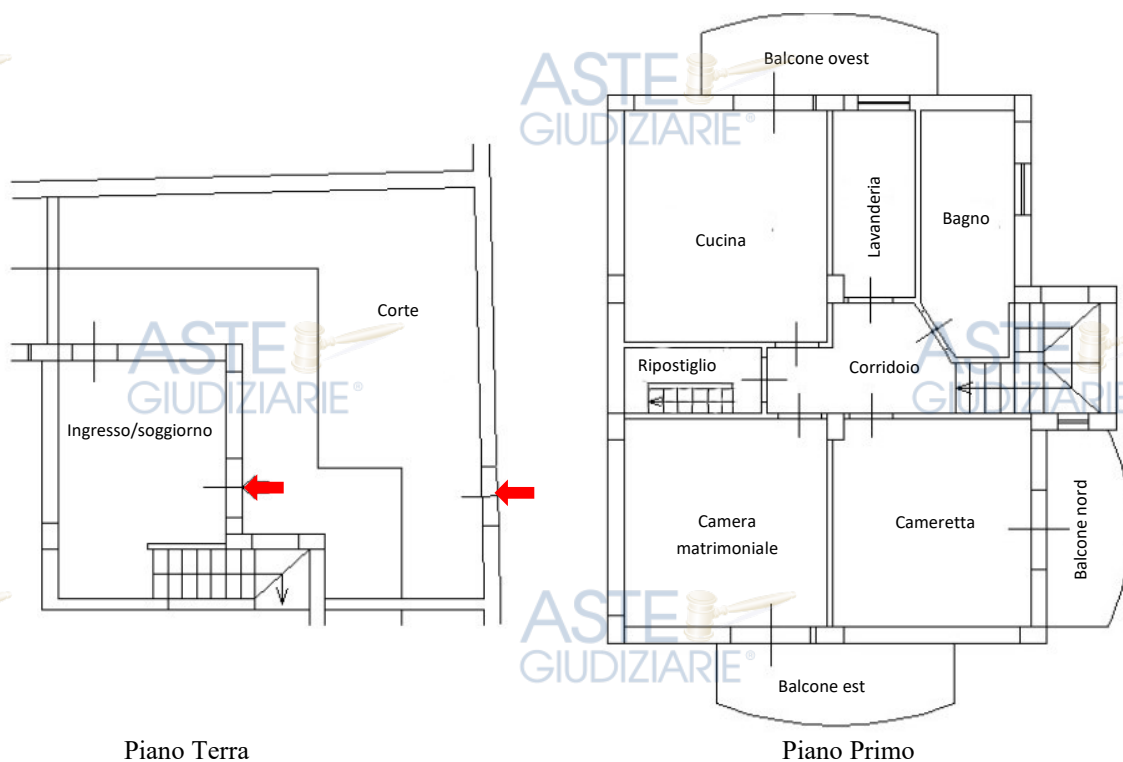 Balcone ovest
ASTE
GIUDIZIARIE®
Lavanderia
Bagno
Cucina
Corte
ASTE
GIUDIZIARIE®
Ripostiglio
Corridoio
ASTE
GIUDIZIARIE
Ingresso/soggiorno
Camera
matrimoniale
Cameretta
Balcone nord
ASTE
GIUDIZIARIE®
Balcone est
Piano Terra
Piano Primo